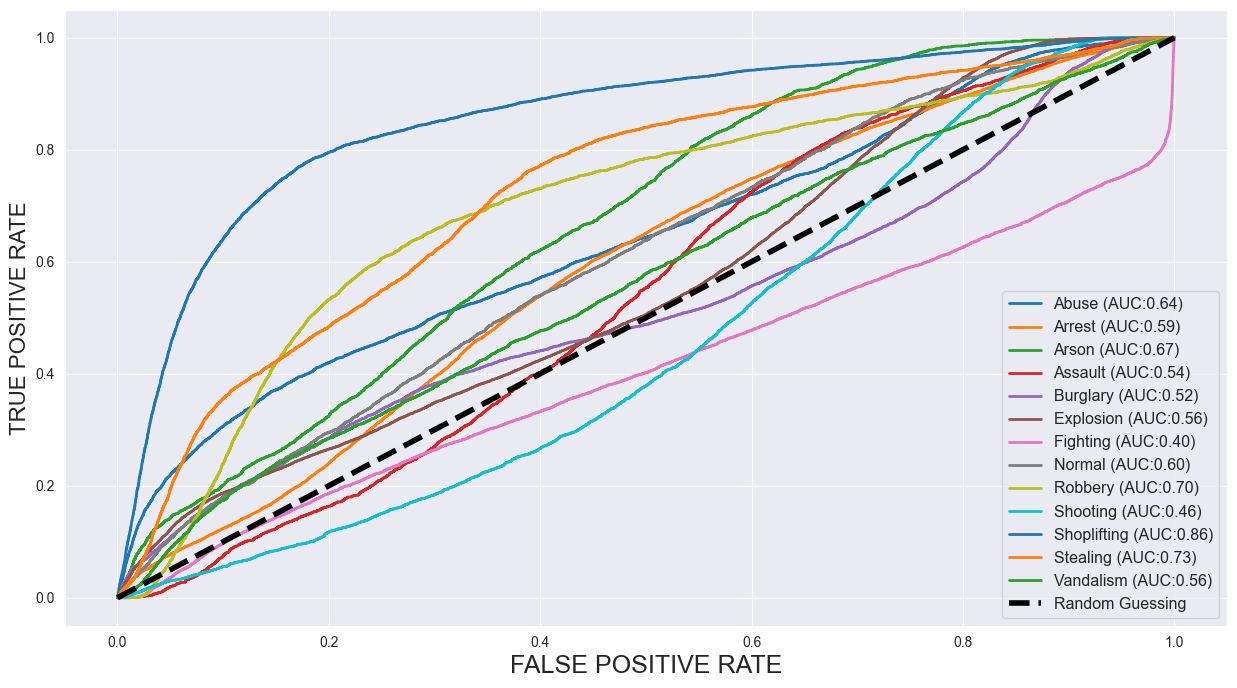 1.0
0.8
0.6
0.4
0.2
0.0
TRUE POSITIVE RATE
Abuse (AUC:0.64)
Arrest (AUC:0.59)
Arson (AUC:0.67)
Assault (AUC:0.54)
Burglary (AUC:0.52)
Explosion (AUC:0.56)
Fighting (AUC:0.40)
Normal (AUC:0.60)
Robbery (AUC:0.70)
Shooting (AUC:0.46)
Shoplifting (AUC:0.86)
Stealing (AUC:0.73)
Vandalism (AUC:0.56)
Random Guessing
0.0 0.2 0.4 0.6 0.8 1.0
FALSE POSITIVE RATE